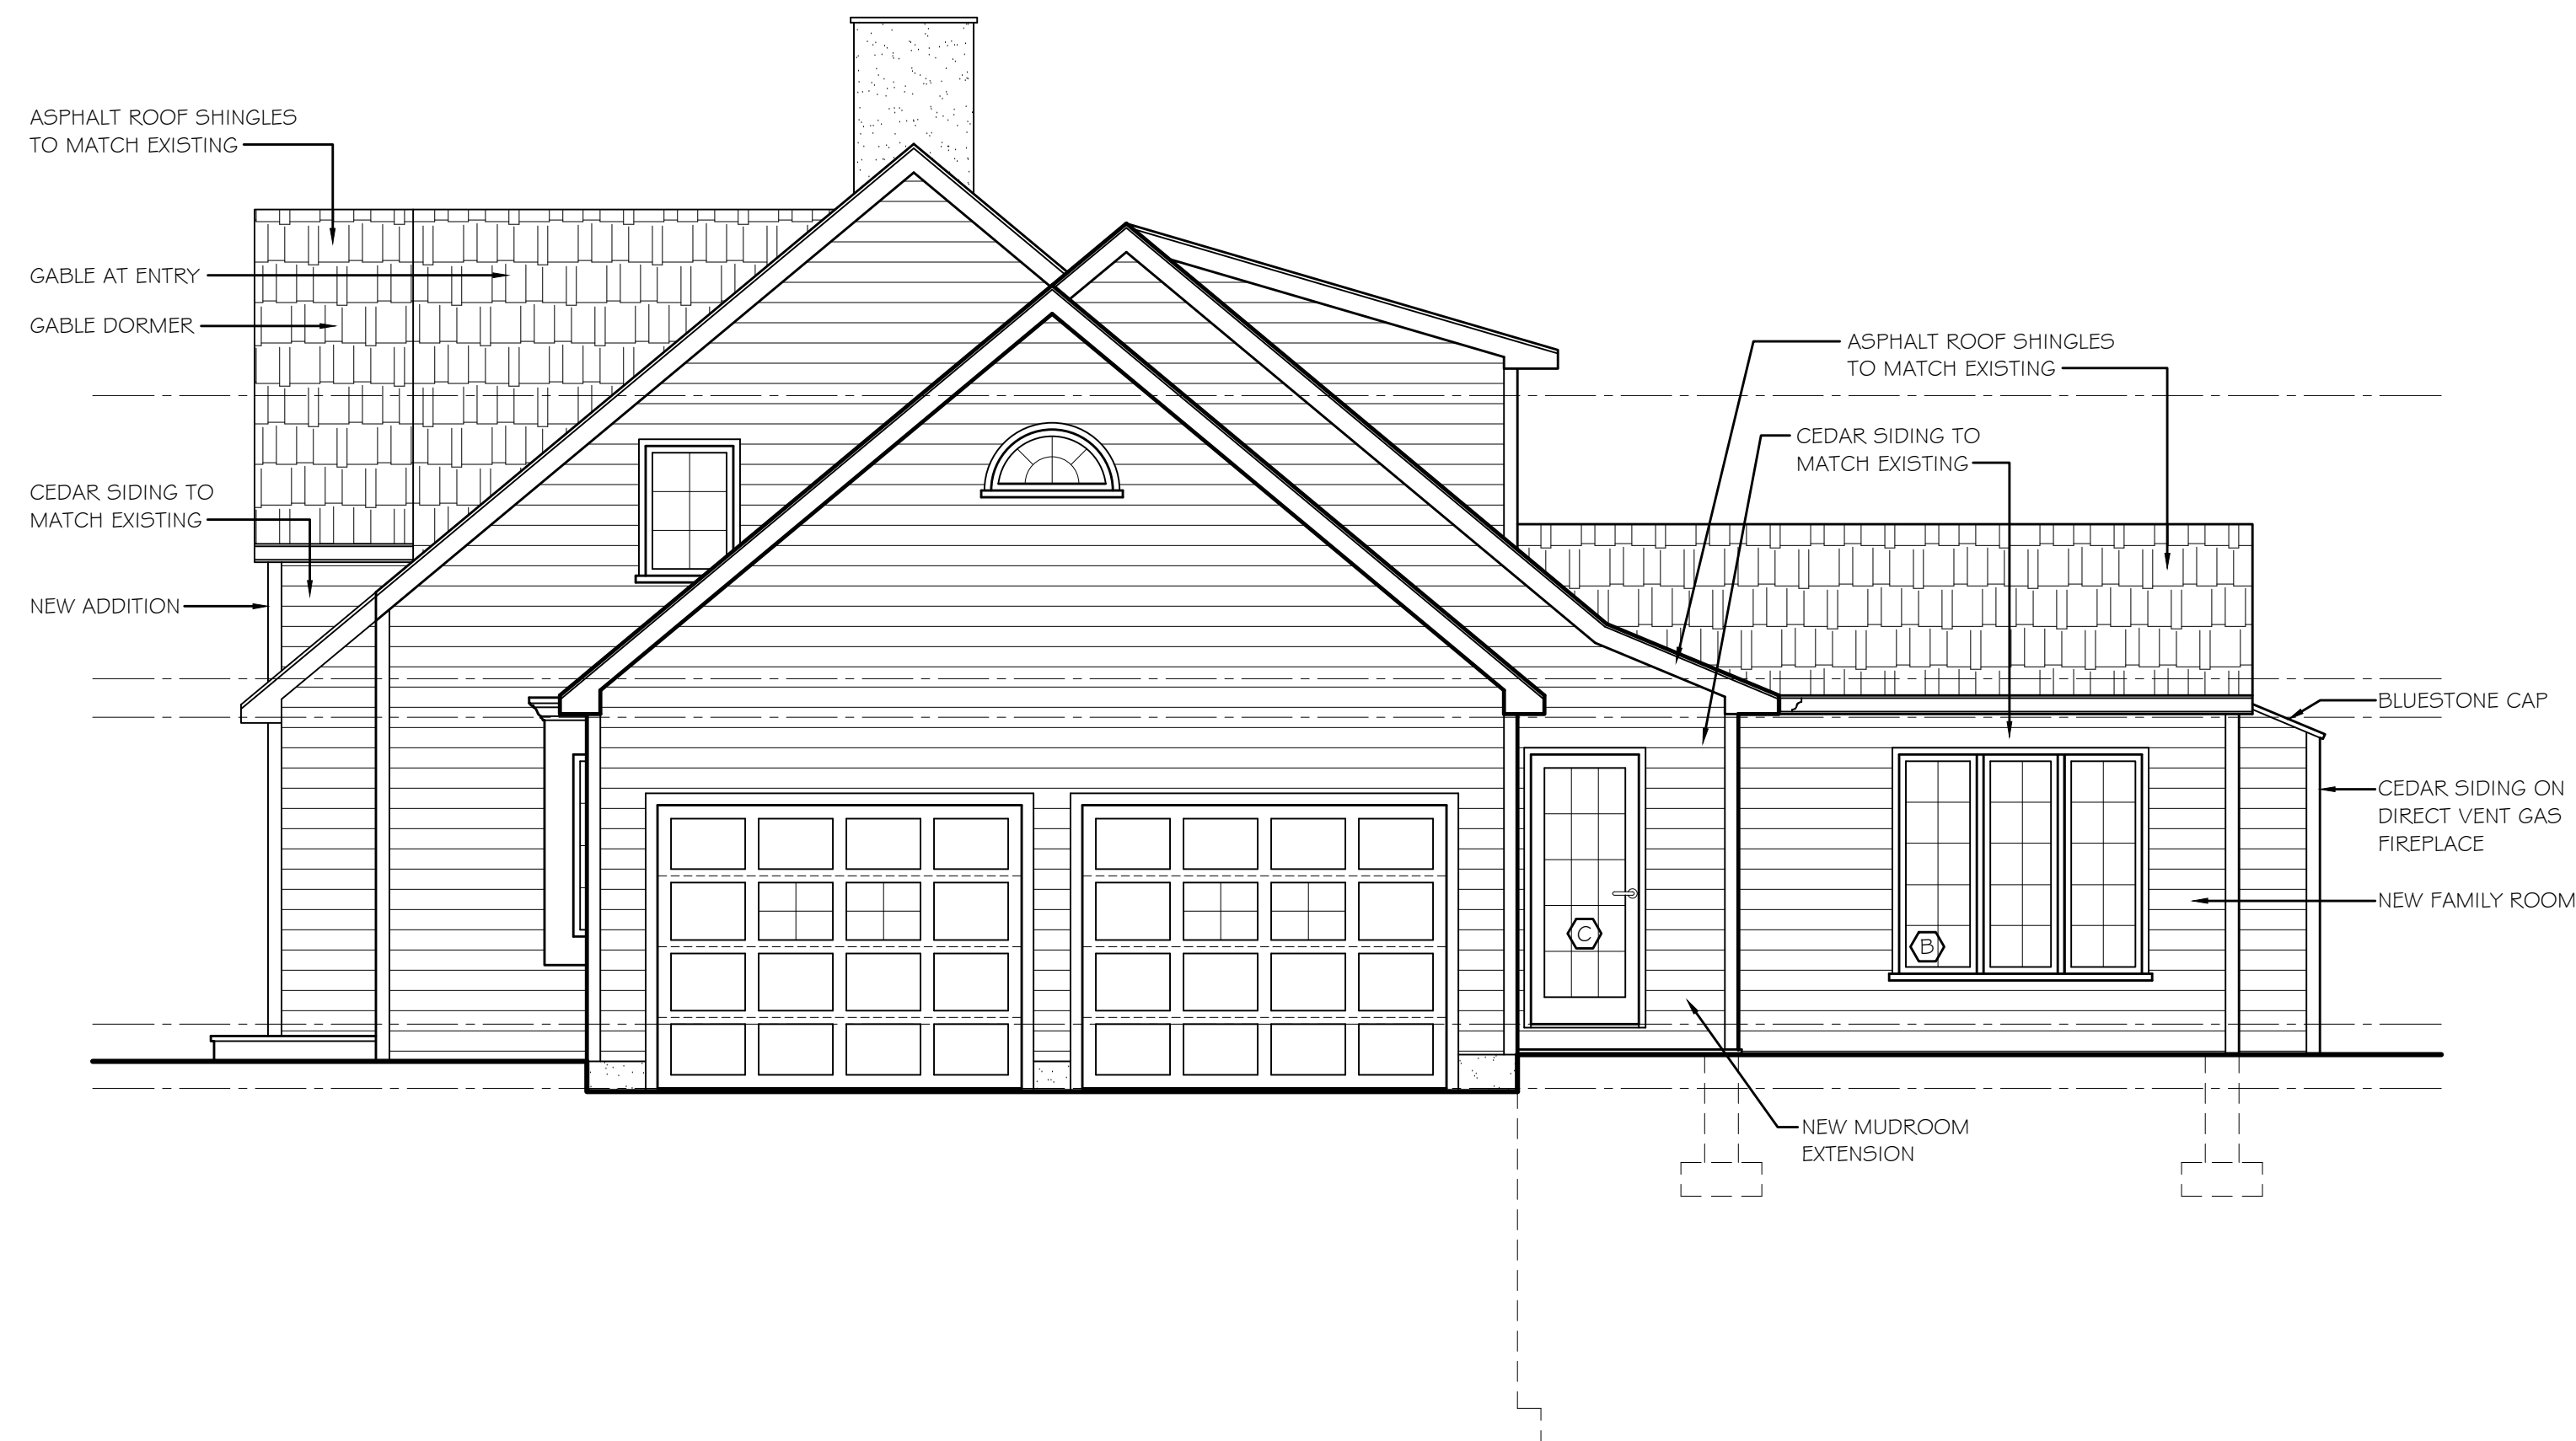 ASPHALT ROOF SHINGLES
TO MATCH EXISTING
GABLE AT ENTRY
GABLE DORMER
CEDAR SIDING TO
MATCH EXISTING
NEW ADDITION
ASPHALT ROOF SHINGLES
TO MATCH EXISTING
CEDAR SIDING TO
MATCH EXISTING
BLUESTONE CAP
CEDAR SIDING ON
DIRECT VENT GAS
FIREPLACE
NEW FAMILY ROOM
C
B
NEW MUDROOM
EXTENSION